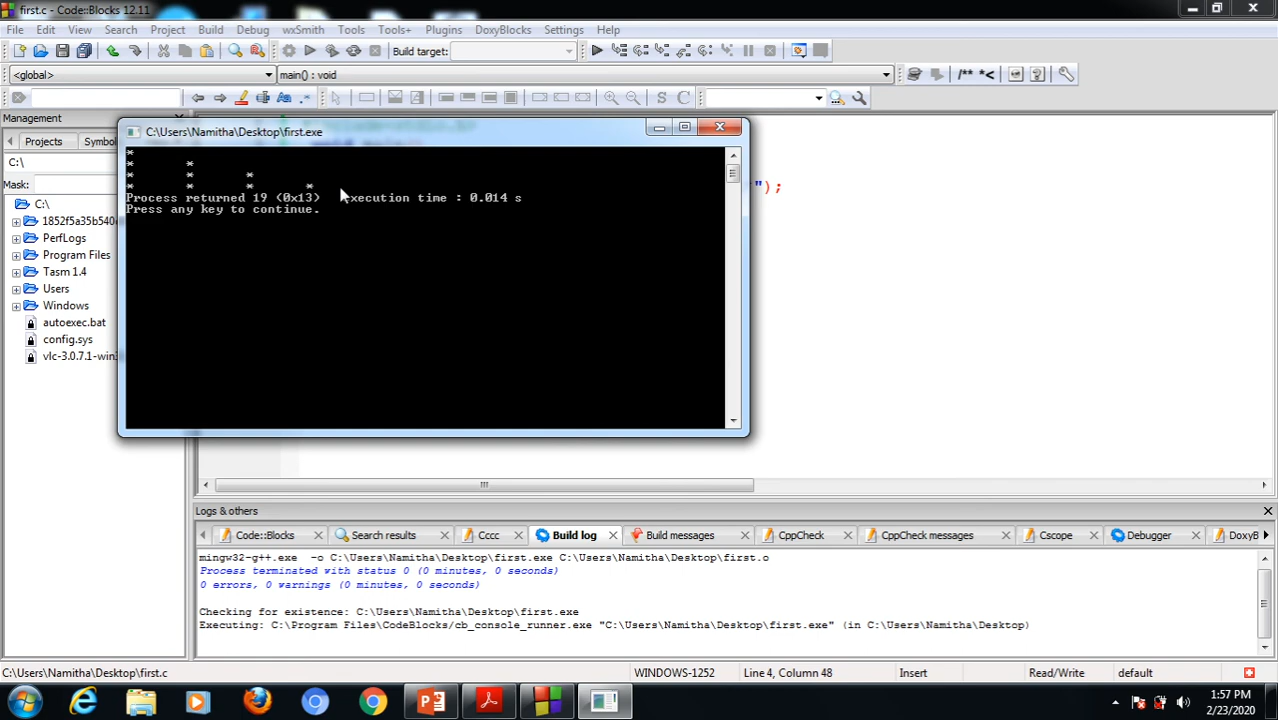 first.c - Code::Blocks 12.11
File Edit View Search Project Build Debug wxSmith Tools Tools+ Plugins DoxyBlocks Settings Help
Build target:
<global> main() : void
/** *<
Management
Projects Symbols
C:\
Mask:
C:\
1852f5a35b540
PerfLogs
Program Files
Tasm 1.4
Users
Windows
autoexec.bat
config.sys
vlc-3.0.7.1-win
C:\Users\Namitha\Desktop\first.exe
*
* *
* * *
* * * *
Process returned 19 (0x13) execution time : 0.014 s
Press any key to continue.
");
Logs & others
Code::Blocks Search results Cccc Build log Build messages CppCheck CppCheck messages Cscope Debugger DoxyB
mingw32-g++.exe -o C:\Users\Namitha\Desktop\first.exe C:\Users\Namitha\Desktop\first.o
Process terminated with status 0 (0 minutes, 0 seconds)
0 errors, 0 warnings (0 minutes, 0 seconds)
Checking for existence: C:\Users\Namitha\Desktop\first.exe
Executing: C:\Program Files\CodeBlocks/cb_console_runner.exe "C:\Users\Namitha\Desktop\first.exe" (in C:\Users\Namitha\Desktop)
C:\Users\Namitha\Desktop\first.c WINDOWS-1252 Line 4, Column 48 Insert Read/Write default
1:57 PM
2/23/2020